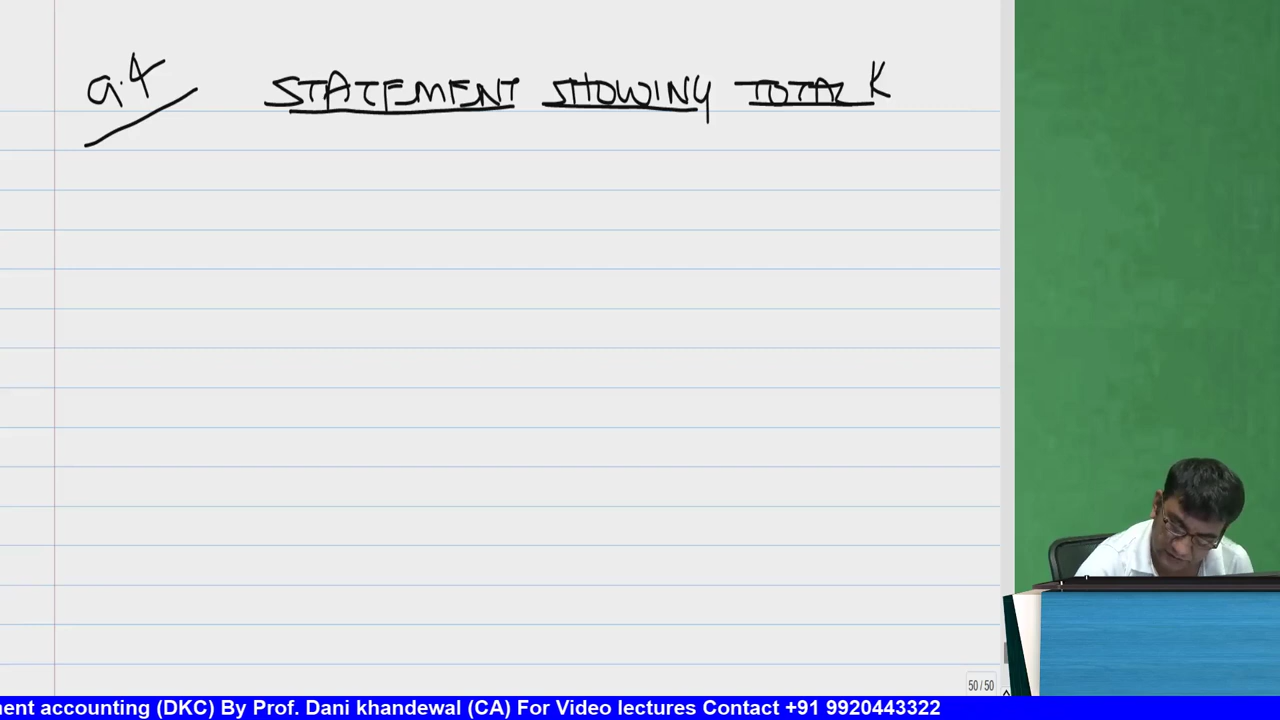 Q.4 STATEMENT SHOWING TOTAL K
50/50
nent accounting (DKC) By Prof. Dani khandewal (CA) For Video lectures Contact +91 9920443322